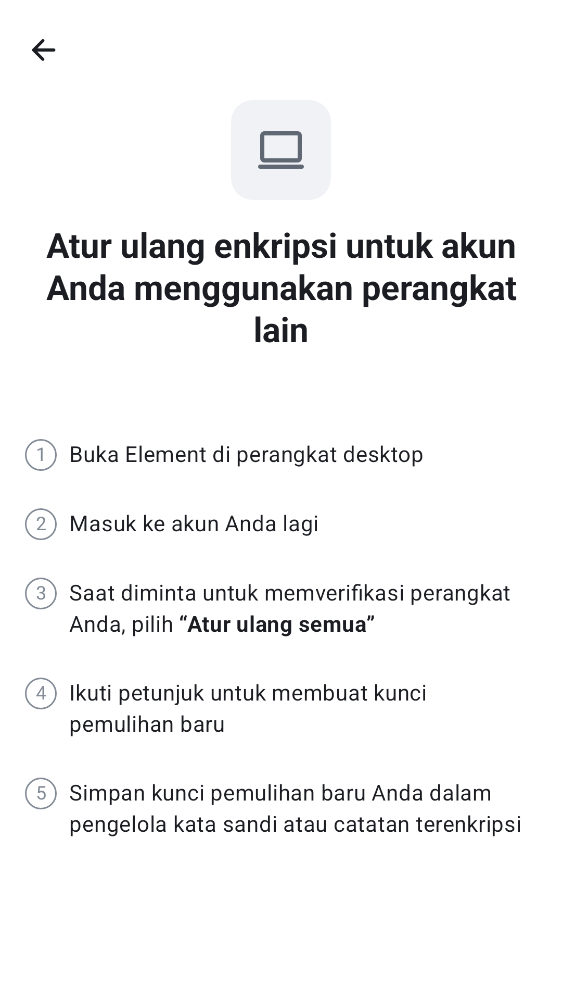 Atur ulang enkripsi untuk akun
Anda menggunakan perangkat
lain
1 Buka Element di perangkat desktop
2 Masuk ke akun Anda lagi
3 Saat diminta untuk memverifikasi perangkat
Anda, pilih “Atur ulang semua”
4 Ikuti petunjuk untuk membuat kunci
pemulihan baru
5 Simpan kunci pemulihan baru Anda dalam
pengelola kata sandi atau catatan terenkripsi